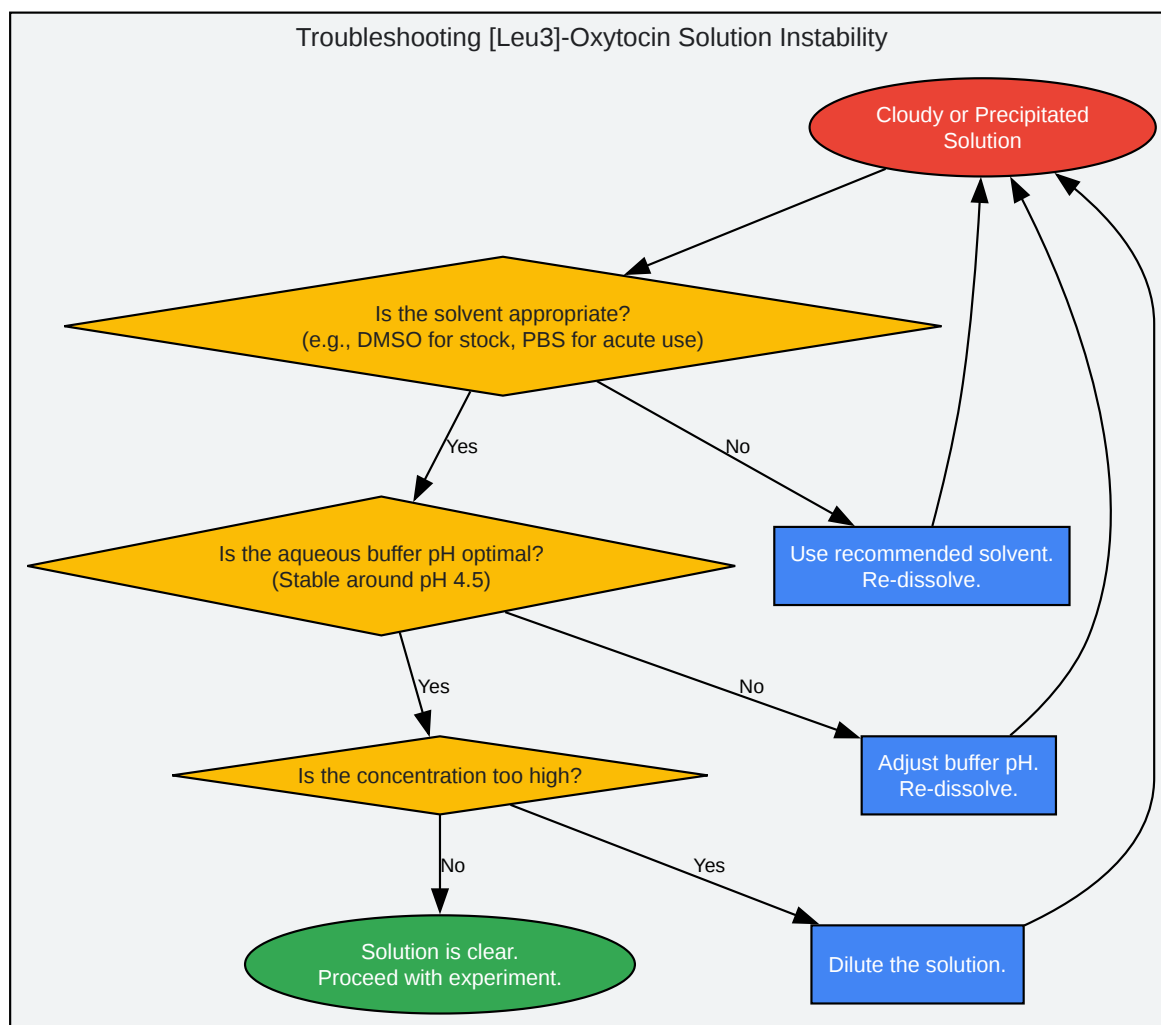 Troubleshooting [Leu3]-Oxytocin Solution Instability
Cloudy or Precipitated
Solution
Is the solvent appropriate?
(e.g., DMSO for stock, PBS for acute use)
Yes
No
Is the aqueous buffer pH optimal?
(Stable around pH 4.5)
Use recommended solvent.
Re-dissolve.
Yes
No
Is the concentration too high?
Adjust buffer pH.
Re-dissolve.
No
Yes
Solution is clear.
Proceed with experiment.
Dilute the solution.